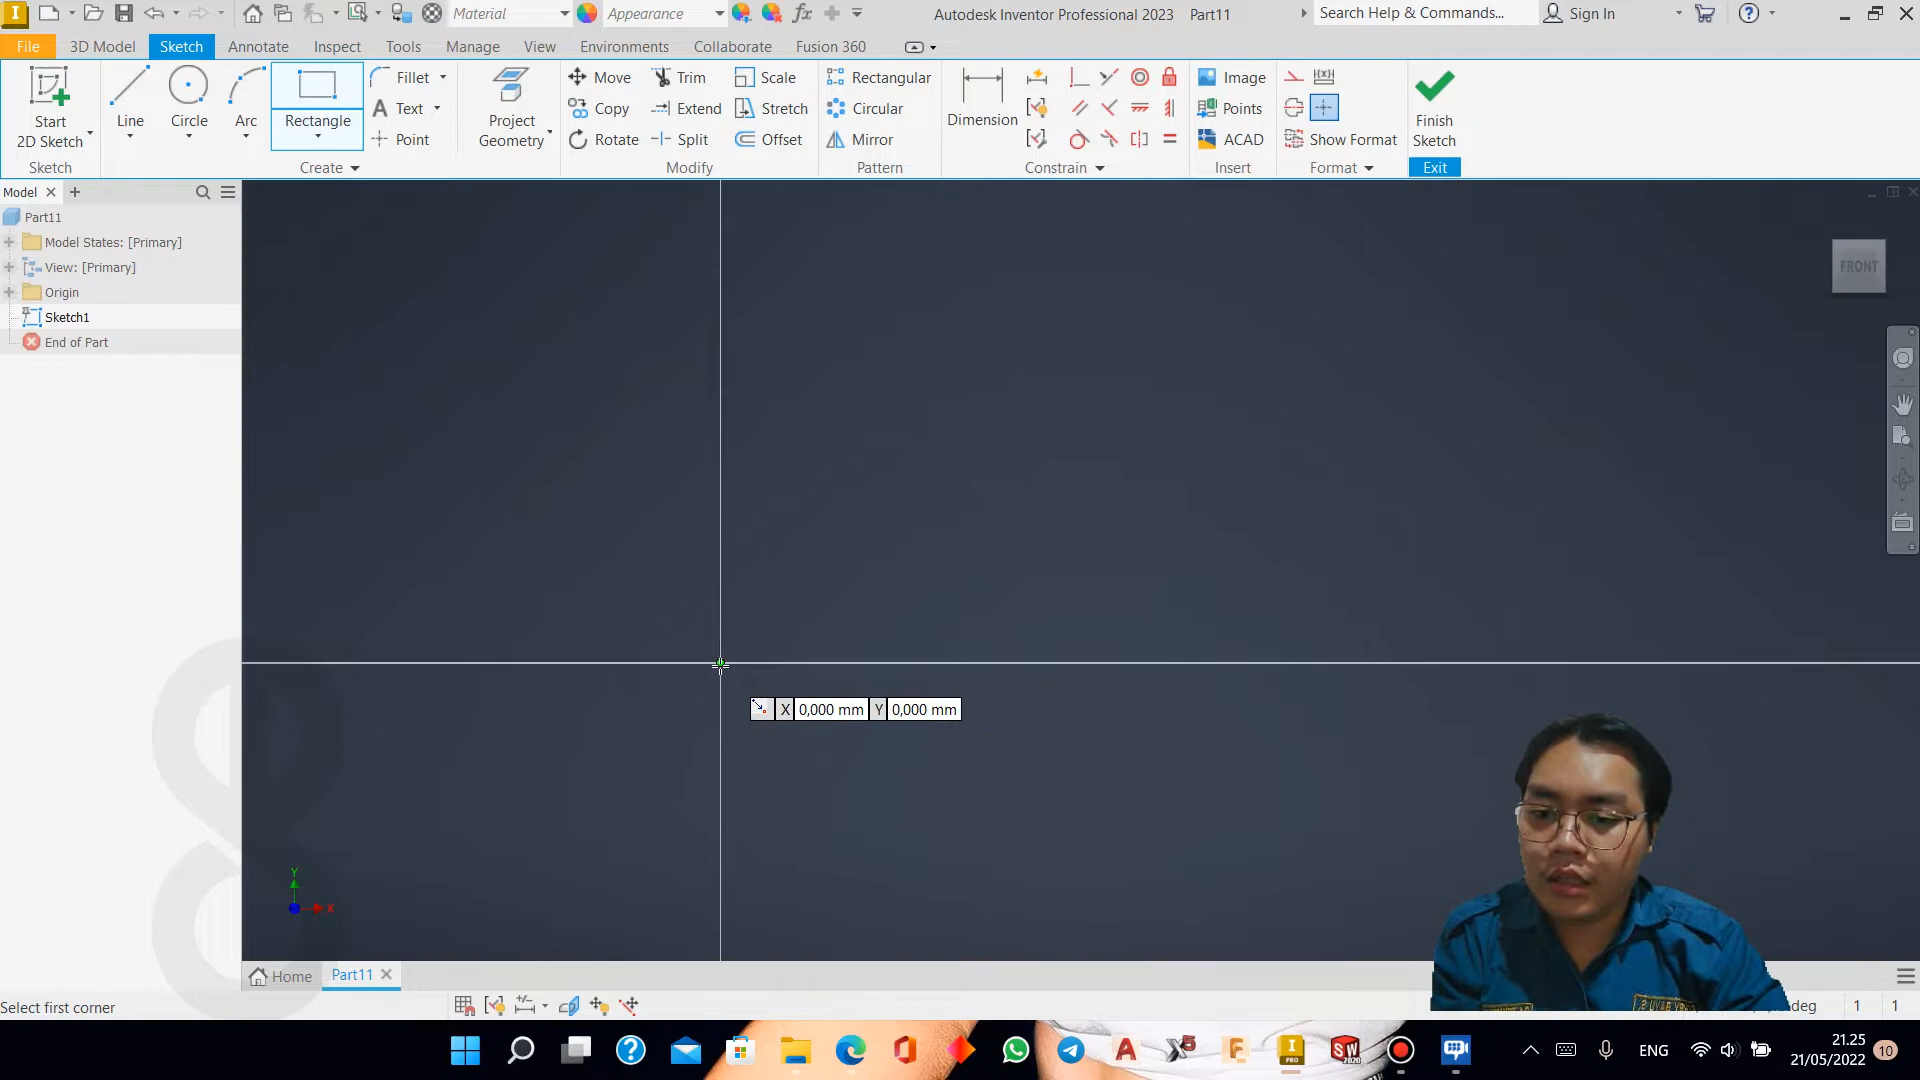 Material
Appearance
Autodesk Inventor Professional 2023 Part11
Search Help & Commands...
Sign In
File
3D Model
Sketch
Annotate
Inspect
Tools
Manage
View
Environments
Collaborate
Fusion 360
Start
2D Sketch
Line
Circle
Arc
Rectangle
Fillet
Text
Point
Project
Geometry
Move
Copy
Rotate
Trim
Extend
Split
Scale
Stretch
Offset
Rectangular
Circular
Mirror
Dimension
Image
Points
ACAD
Show Format
Finish
Sketch
Sketch
Create
Modify
Pattern
Constrain
Insert
Format
Exit
Model
Part11
Model States: [Primary]
View: [Primary]
Origin
Sketch1
End of Part
FRONT
X 0,000 mm Y 0,000 mm
Y
X
Home
Part11
Select first corner
deg 1 1
ENG
21.25
21/05/2022
10